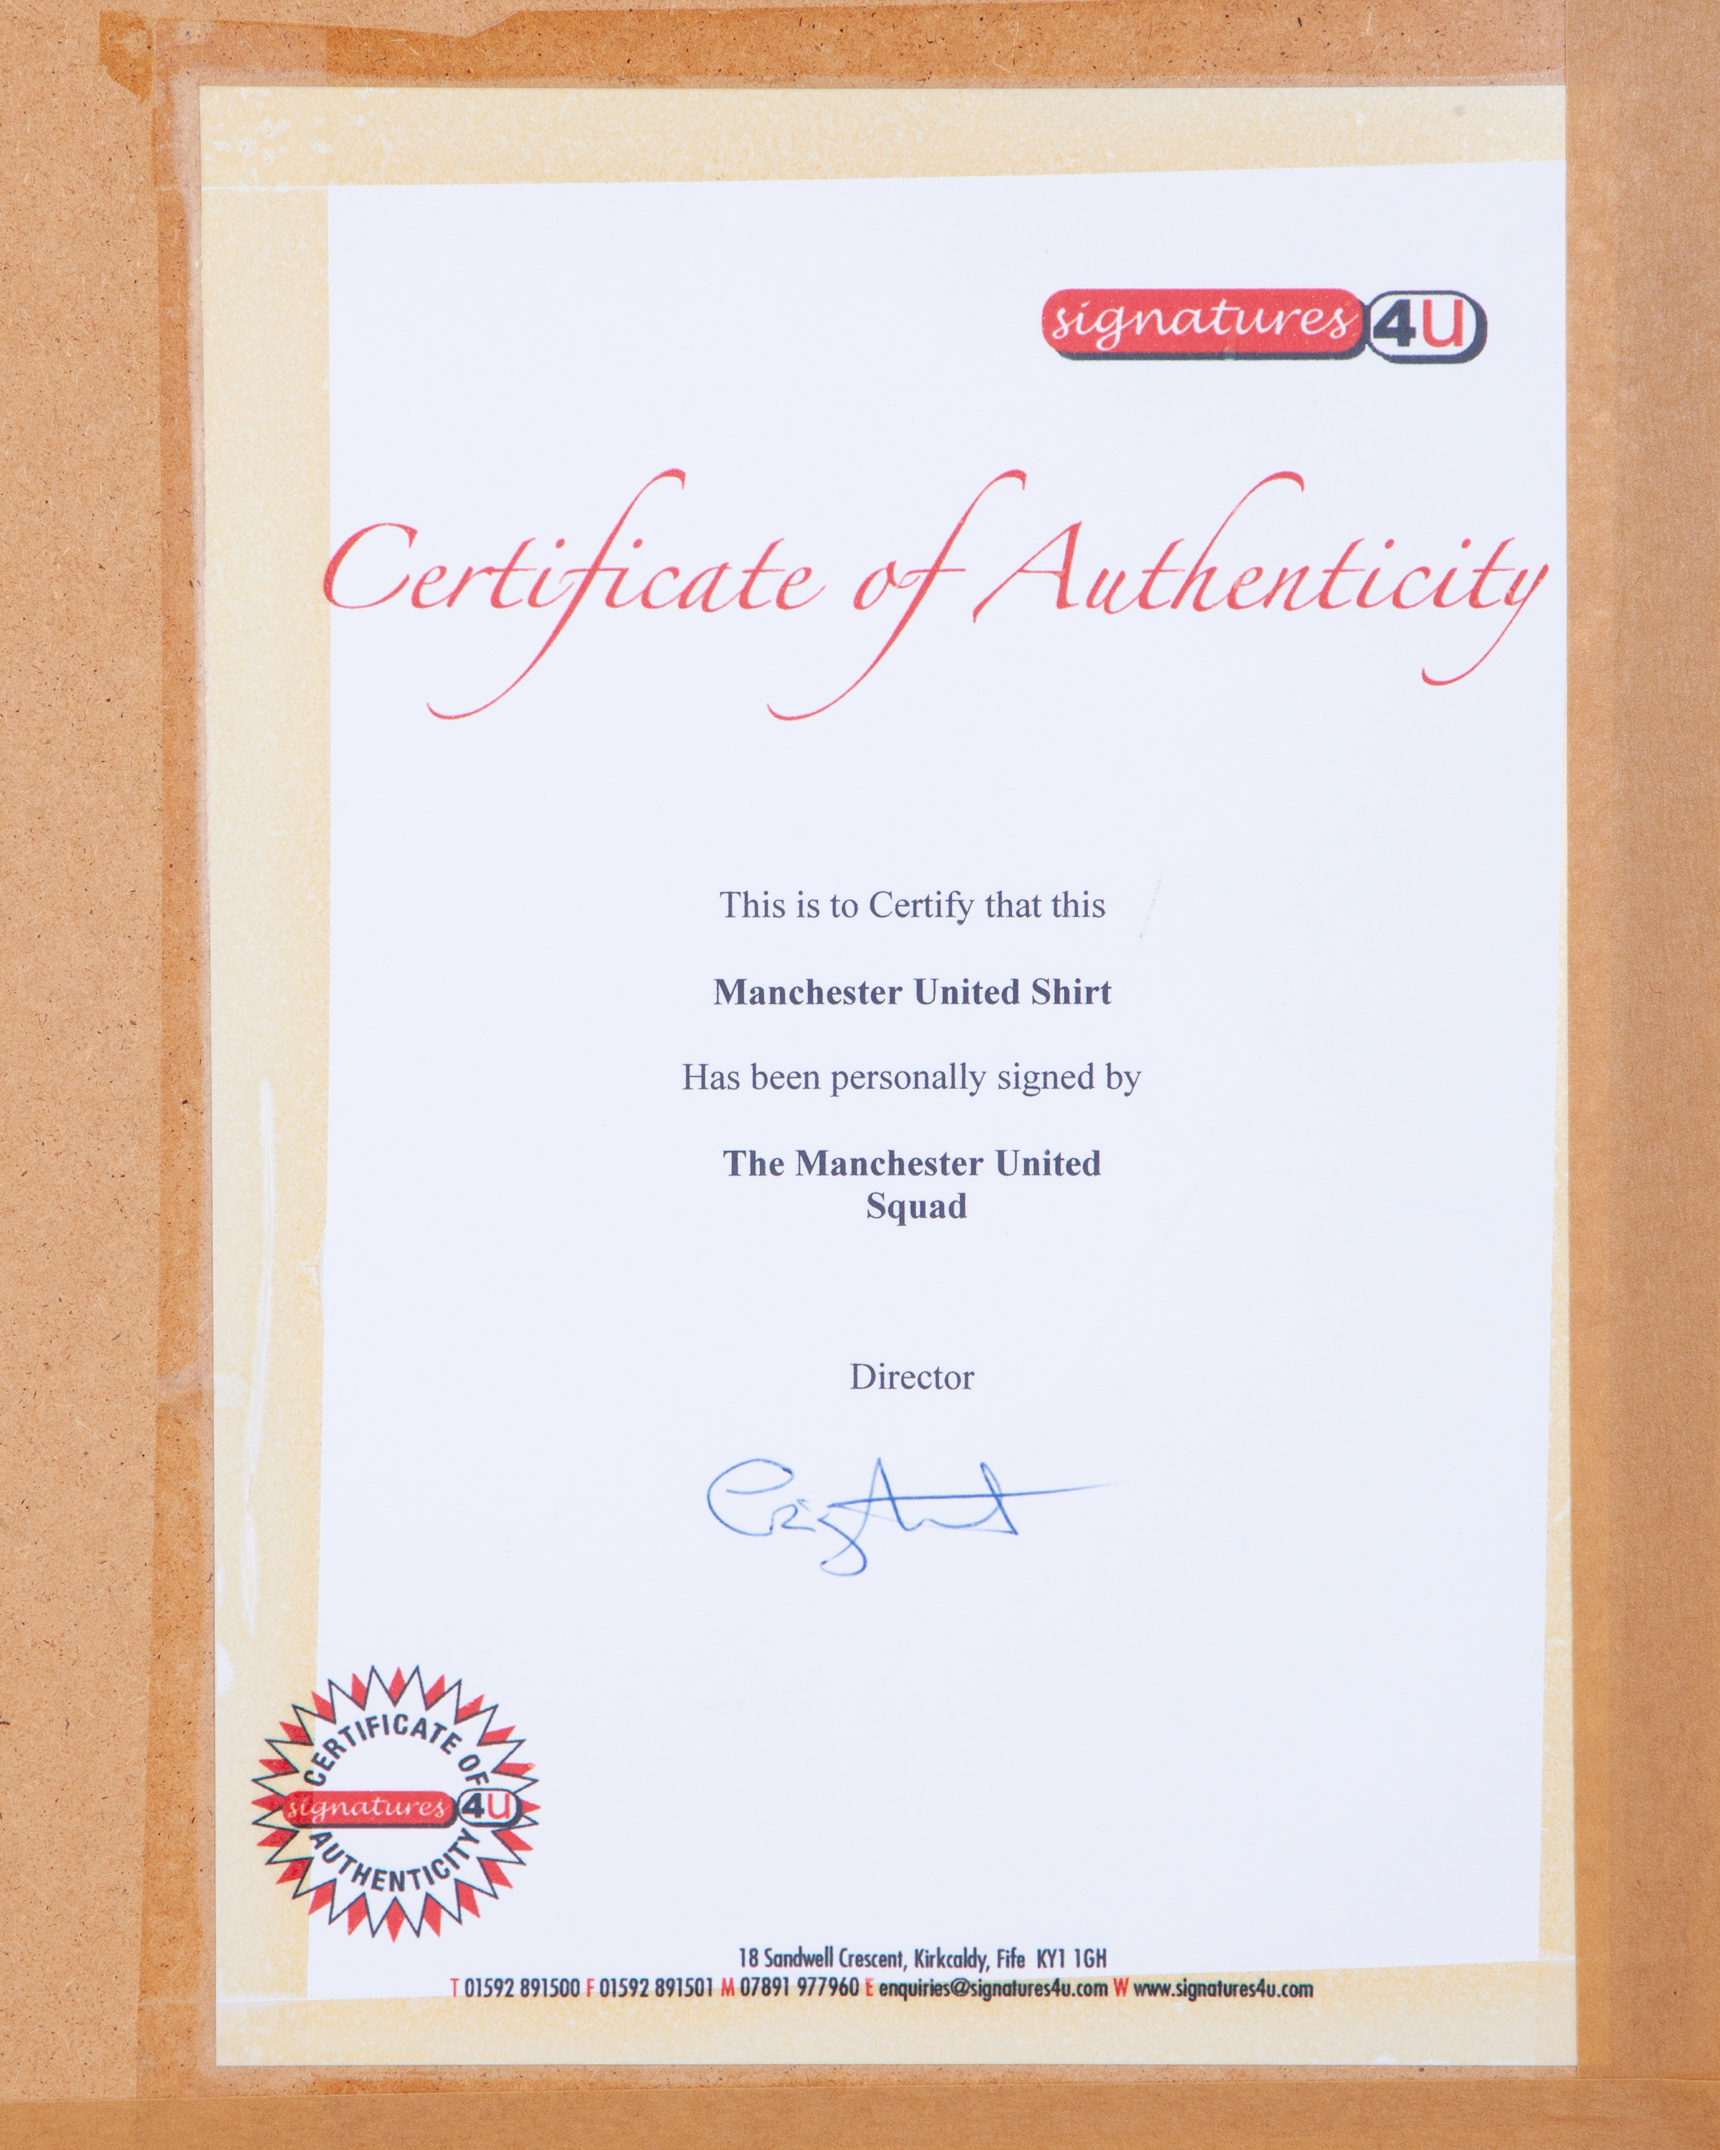 signatures 4U
Certificate of Authenticity
This is to Certify that this
Manchester United Shirt
Has been personally signed by
The Manchester United
Squad
Director
CERTIFICATE OF
signatures 4U
AUTHENTICITY
18 Sandwell Crescent, Kirkcaldy, Fife KY1 1GH
T 01592 891500 F 01592 891501 M 07891 977960 E enquiries@signatures4u.com W www.signatures4u.com